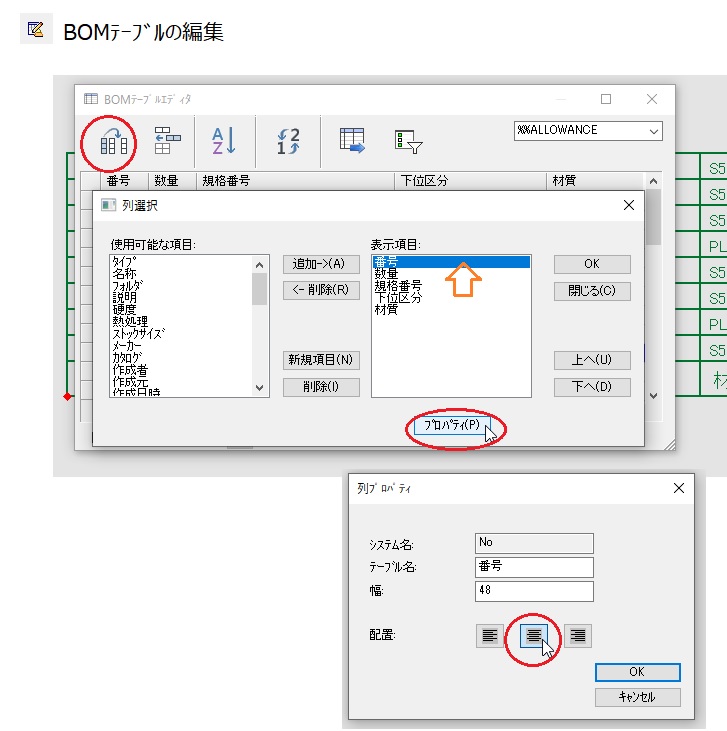 BOMﾃｰﾌﾞﾙの編集
BOMﾃｰﾌﾞﾙｴﾃﾞｨﾀ
%%ALLOWANCE
番号 数量 規格番号 下位区分 材質
列選択
使用可能な項目:
ﾀｲﾌﾟ
名称
ﾌｫﾙﾀﾞ
説明
硬度
熱処理
ｽﾄｯｸｻｲｽﾞ
ﾒｰｶｰ
ｶﾀﾛｸﾞ
作成者
作成元
作成日時
追加->(A)
<- 削除(R)
新規項目(N)
削除(I)
表示項目:
番号
数量
規格番号
下位区分
材質
OK
閉じる(C)
上へ(U)
下へ(D)
ﾌﾟﾛﾊﾟﾃｨ(P)
S5
S5
S5
PL
S5
S5
PL
S5
材
列ﾌﾟﾛﾊﾟﾃｨ
システム名: No
テーブル名: 番号
幅: 48
配置:
OK
ｷｬﾝｾﾙ